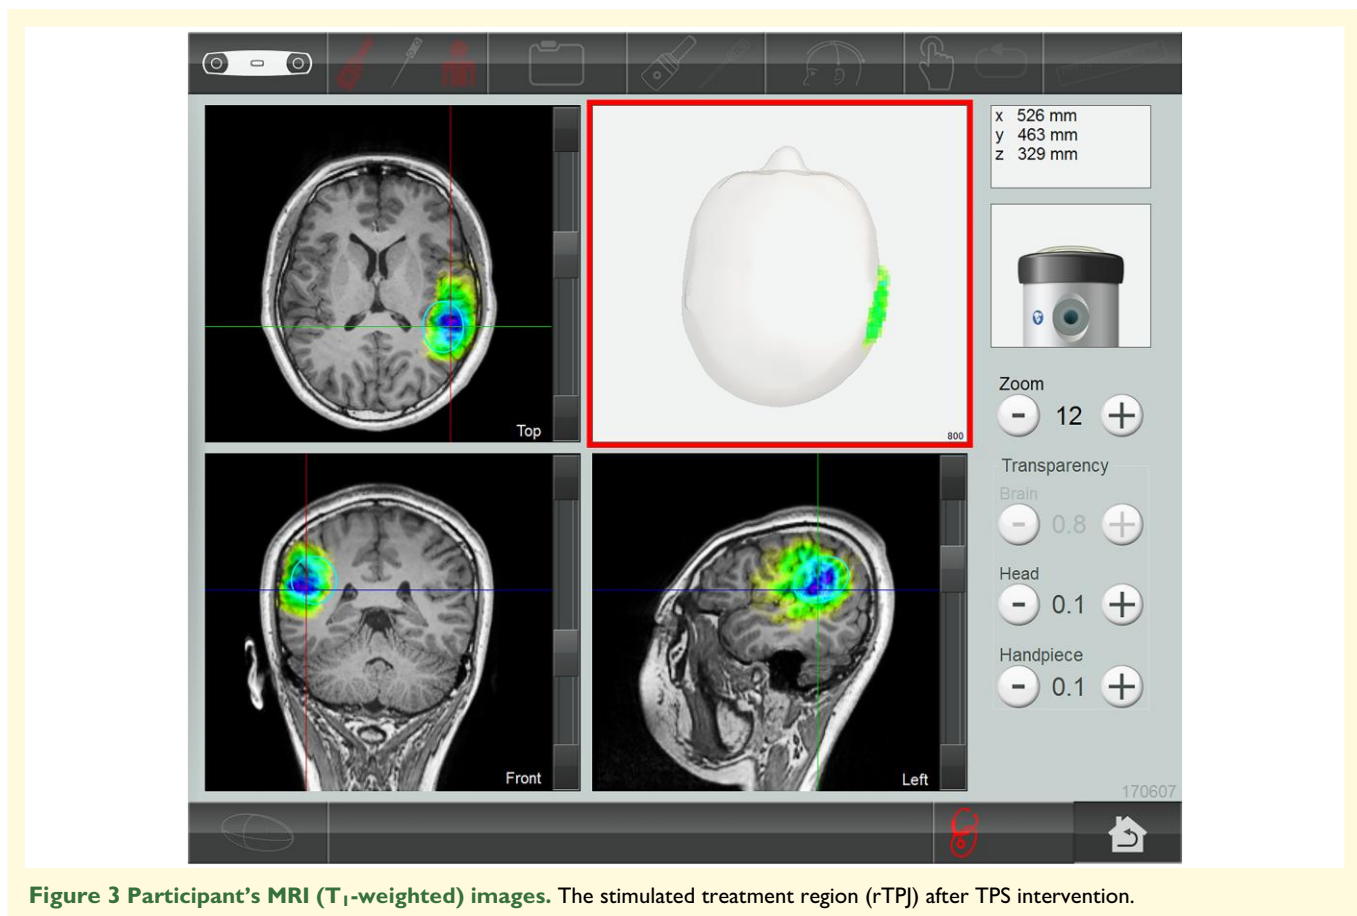 x 526 mm
y 463 mm
z 329 mm
Top
800
Zoom
- 12 +
Transparency
Brain
- 0.8 +
Head
- 0.1 +
Handpiece
- 0.1 +
Front
Left
170607
Figure 3 Participant’s MRI (T₁-weighted) images. The stimulated treatment region (rTPJ) after TPS intervention.